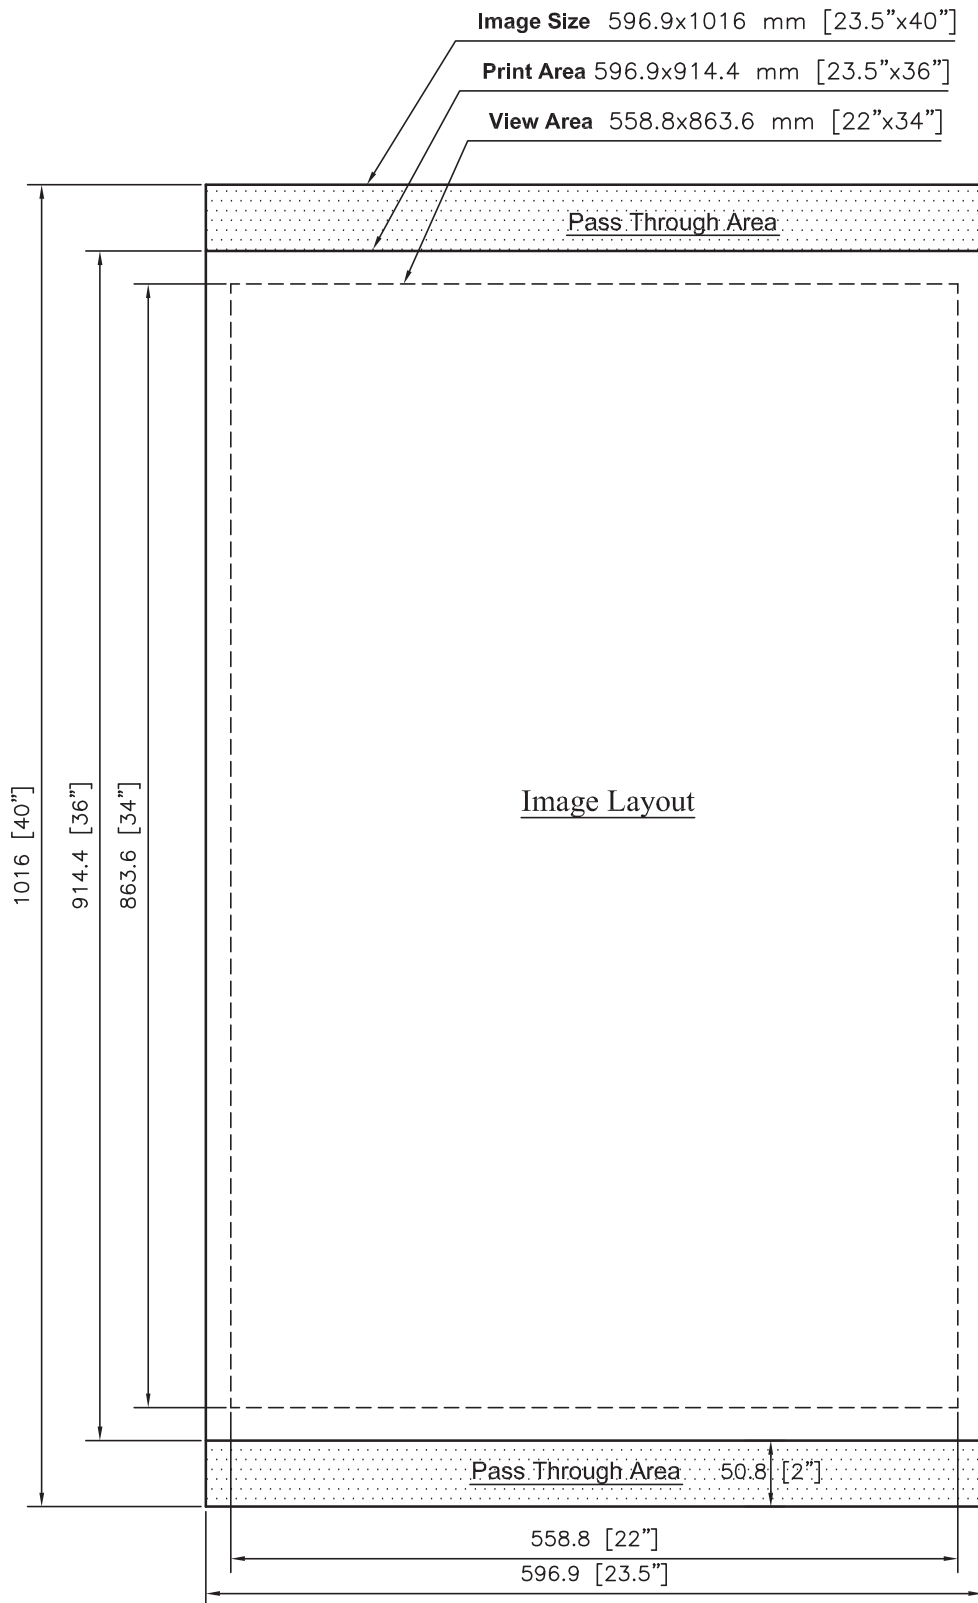 Image Size 596.9x1016 mm [23.5”x40”]
Print Area 596.9x914.4 mm [23.5”x36”]
View Area 558.8x863.6 mm [22”x34”]
Pass Through Area
1016 [40”]
914.4 [36”]
863.6 [34”]
Image Layout
Pass Through Area 50.8 [2”]
558.8 [22”]
596.9 [23.5”]